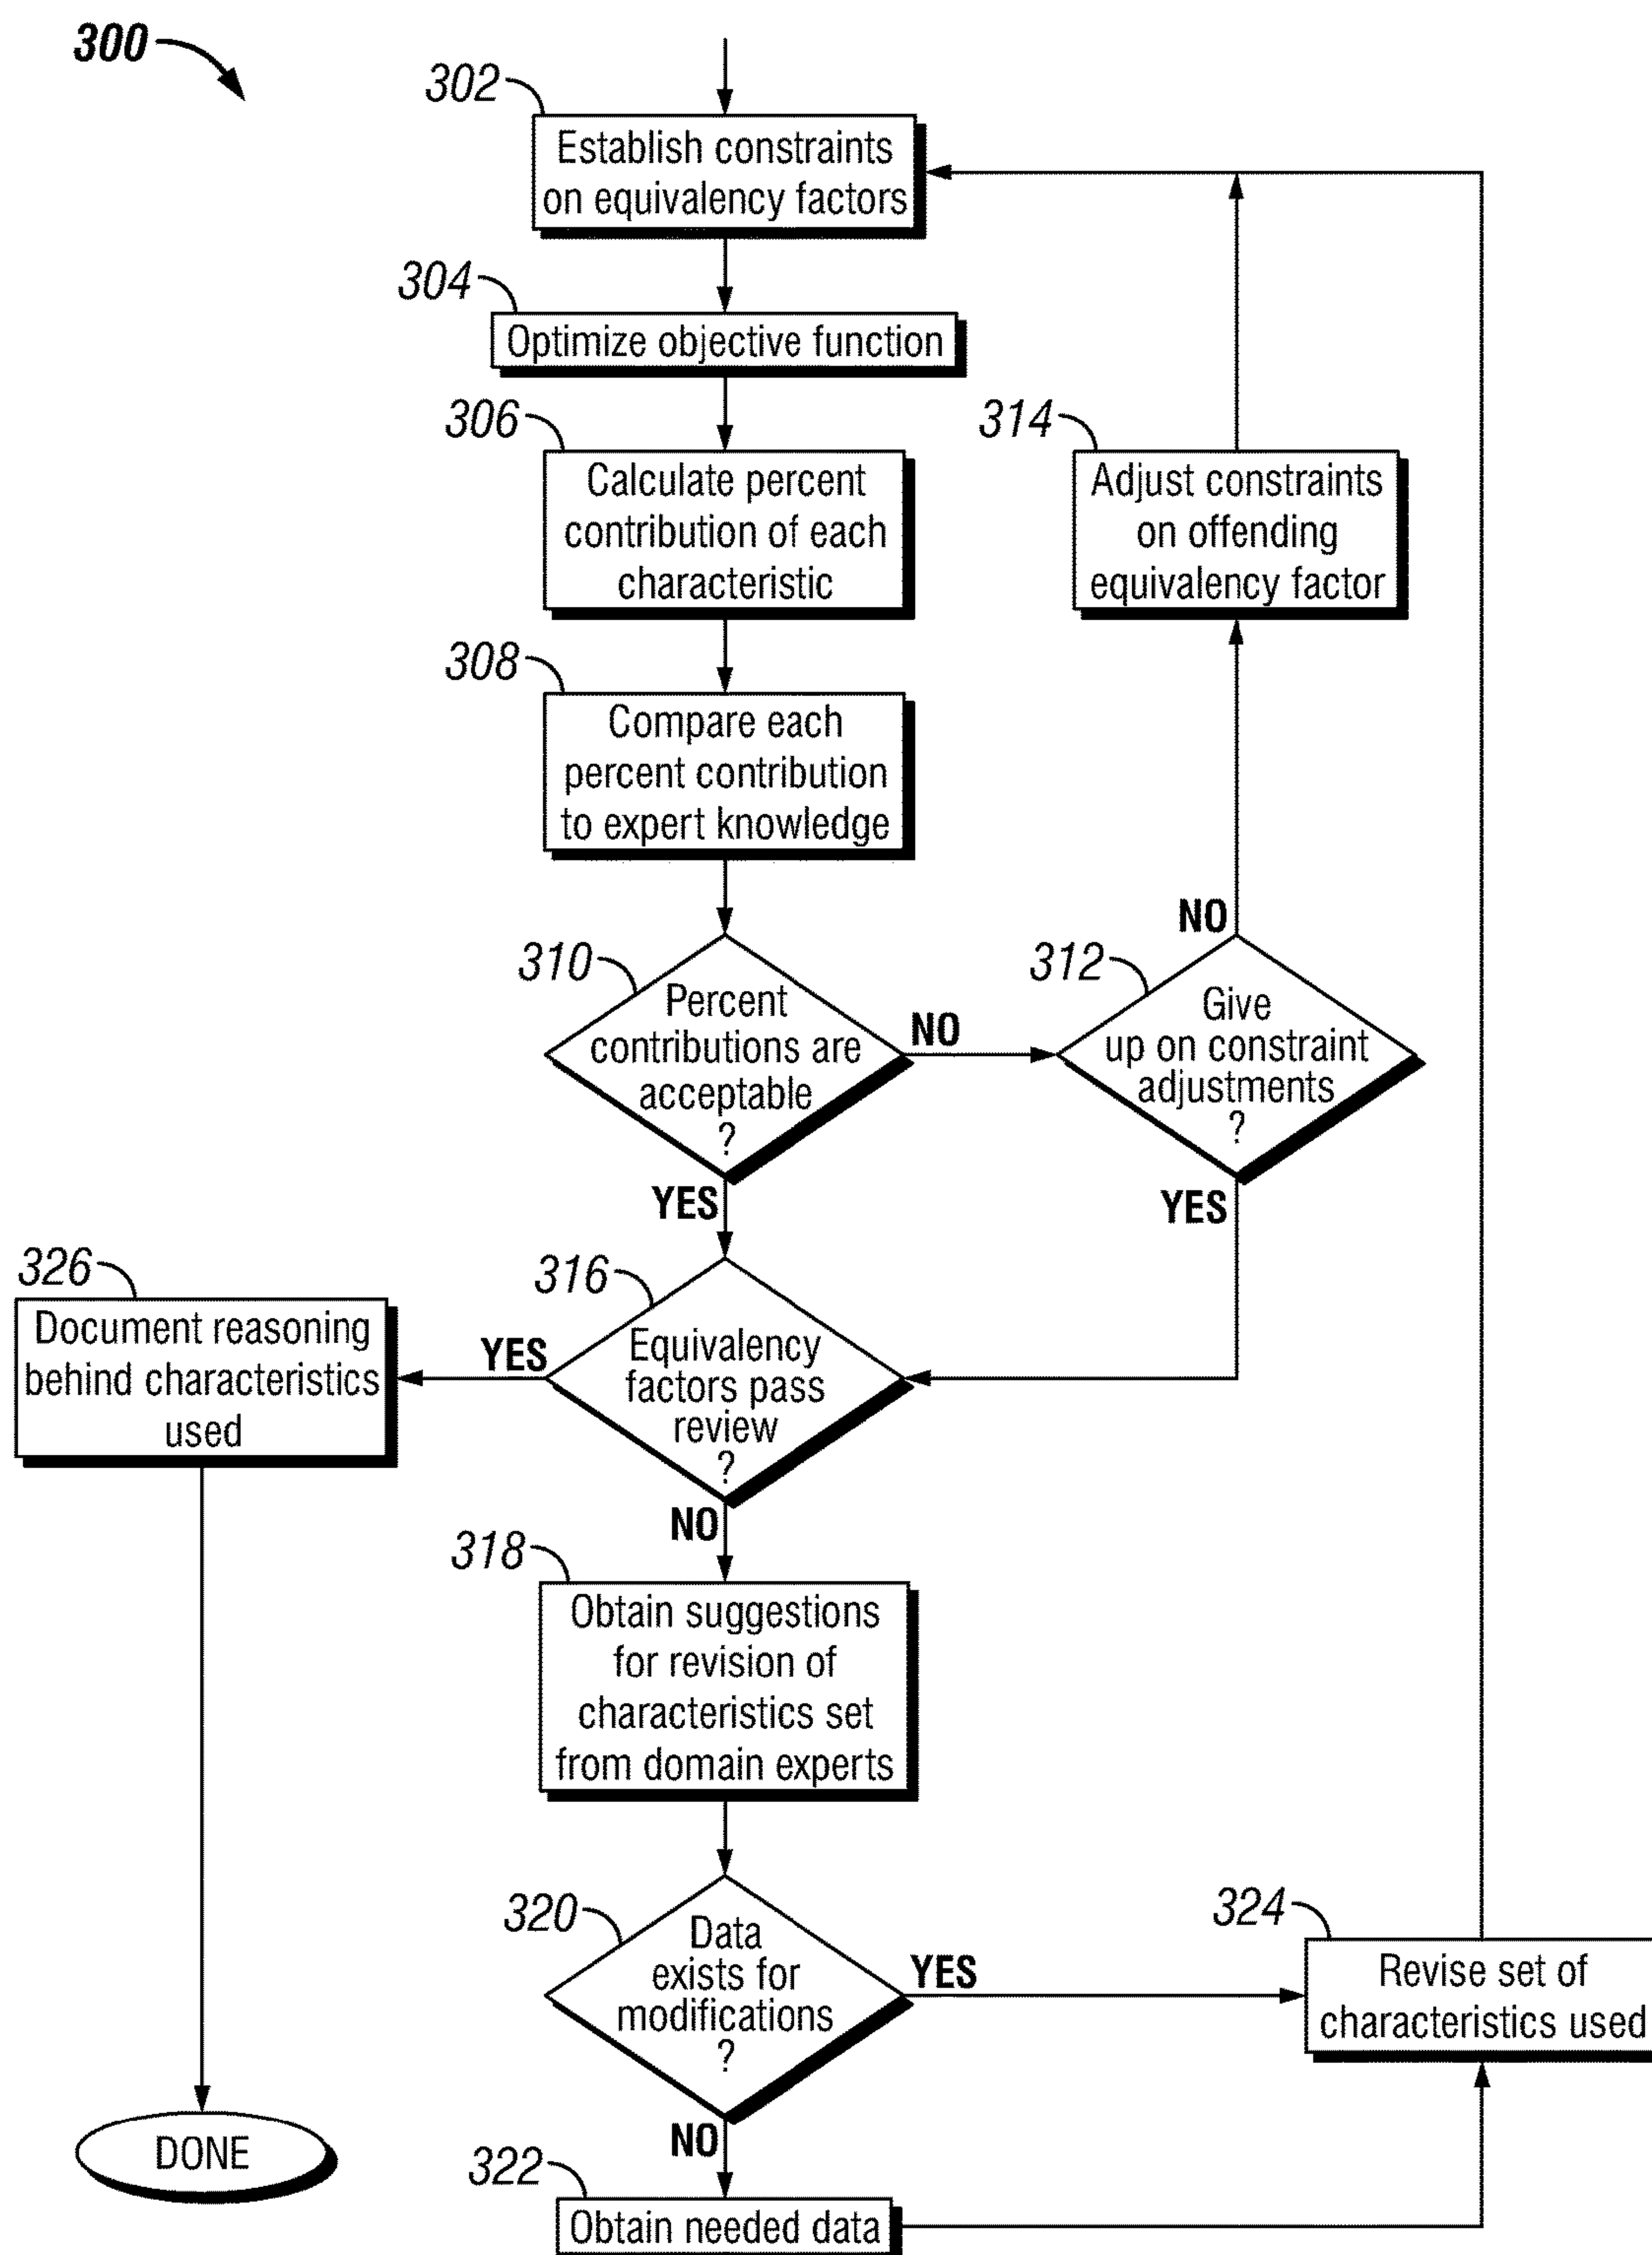 300
302
Establish constraints
on equivalency factors
304
Optimize objective function
306
Calculate percent
contribution of each
characteristic
314
Adjust constraints
on offending
equivalency factor
308
Compare each
percent contribution
to expert knowledge
310
Percent
contributions are
acceptable
?
NO
YES
312
Give
up on constraint
adjustments
?
NO
YES
316
Equivalency
factors pass
review
?
YES
NO
326
Document reasoning
behind characteristics
used
318
Obtain suggestions
for revision of
characteristics set
from domain experts
320
Data
exists for
modifications
?
YES
NO
324
Revise set of
characteristics used
322
Obtain needed data
DONE